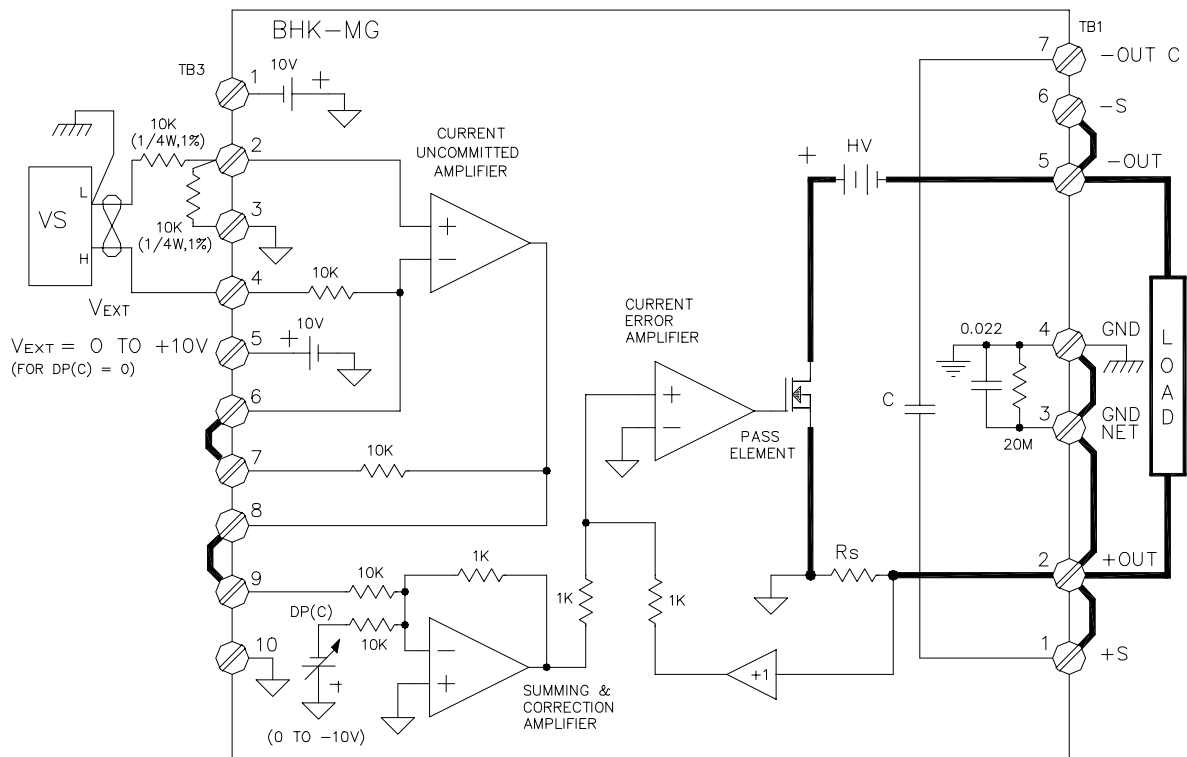 BHK-MG
TB3
TB1
1
10V
+
7
-OUT C
10K
(1/4W,1%)
2
CURRENT
UNCOMMITTED
AMPLIFIER
6
-S
+
HV
5
-OUT
L
VS
H
3
10K
(1/4W,1%)
+
-
4
10K
VEXT
VEXT = 0 TO +10V
(FOR DP(C) = 0)
5
+
10V
CURRENT
ERROR
AMPLIFIER
0.022
4
GND
LOAD
6
+
-
PASS
ELEMENT
C
3
GND
NET
20M
7
10K
8
9
10K
1K
1K
1K
Rs
2
+OUT
DP(C)
10K
10
+
-
+
+1
1
+S
SUMMING &
CORRECTION
AMPLIFIER
(0 TO -10V)